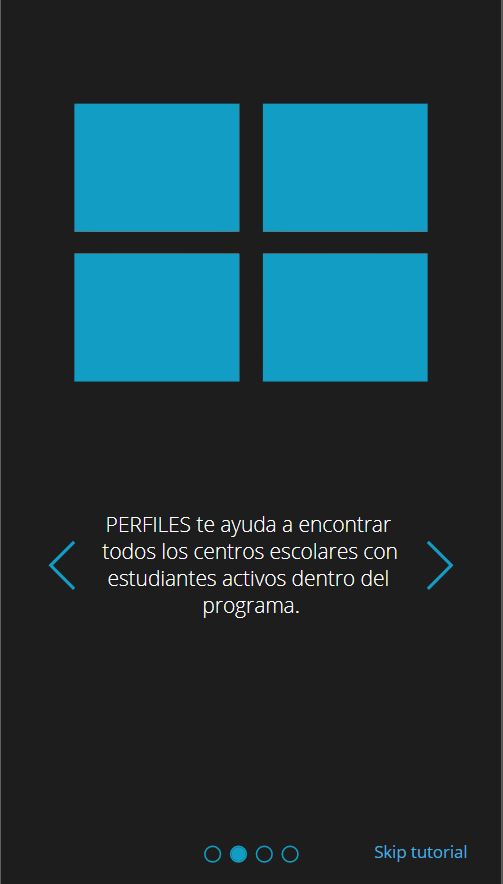 PERFILES te ayuda a encontrar
todos los centros escolares con
estudiantes activos dentro del
programa.
Skip tutorial